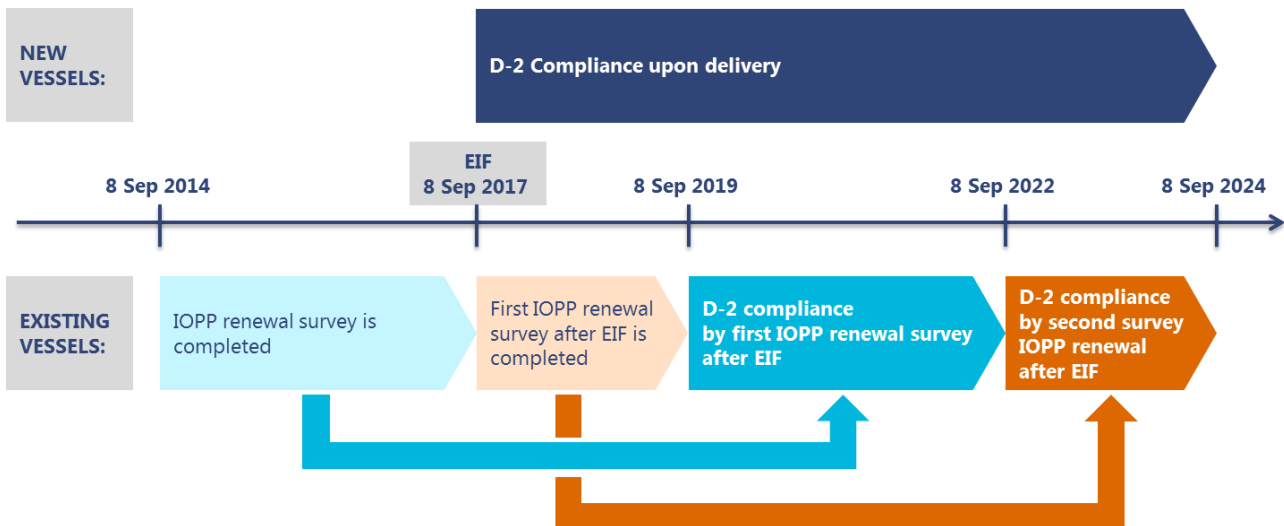 NEW
VESSELS:
D-2 Compliance upon delivery
8 Sep 2014
EIF
8 Sep 2017
8 Sep 2019
8 Sep 2022
8 Sep 2024
EXISTING
VESSELS:
IOPP renewal survey is
completed
First IOPP renewal
survey after EIF is
completed
D-2 compliance
by first IOPP renewal survey
after EIF
D-2 compliance
by second survey
IOPP renewal
after EIF